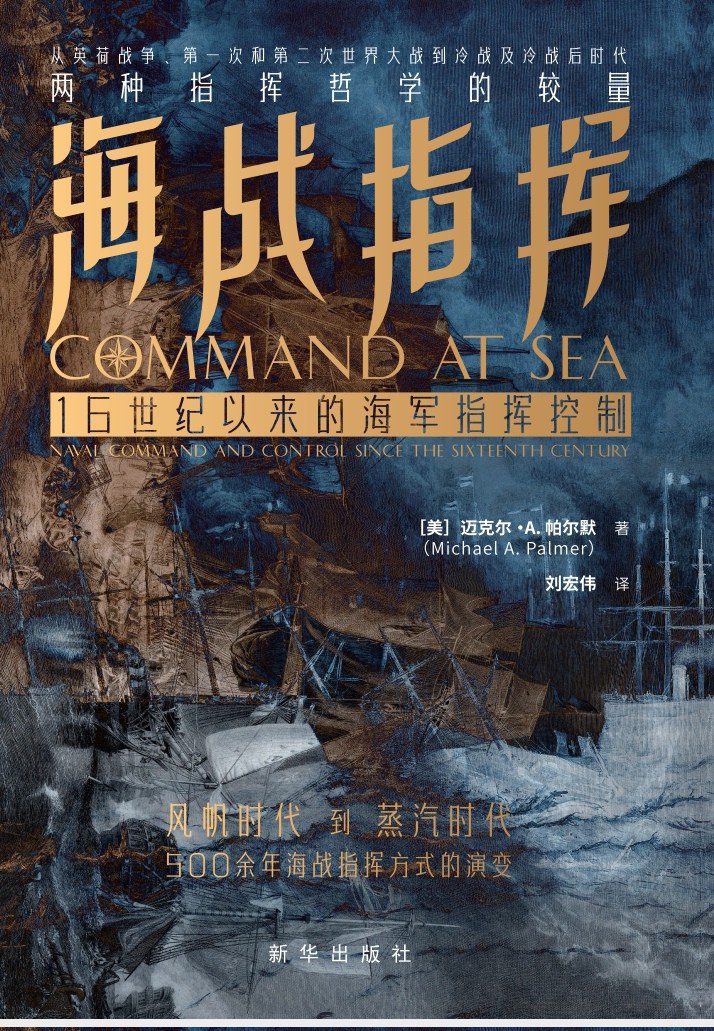 从英荷战争、第一次和第二次世界大战到冷战及冷战后时代
两种指挥哲学的较量
海战指挥
COMMAND AT SEA
16世纪以来的海军指挥控制
NAVAL COMMAND AND CONTROL SINCE THE SIXTEENTH CENTURY
[美] 迈克尔·A. 帕尔默 著
(Michael A. Palmer)
刘宏伟 译
风帆时代 到 蒸汽时代
500余年海战指挥方式的演变
新华出版社